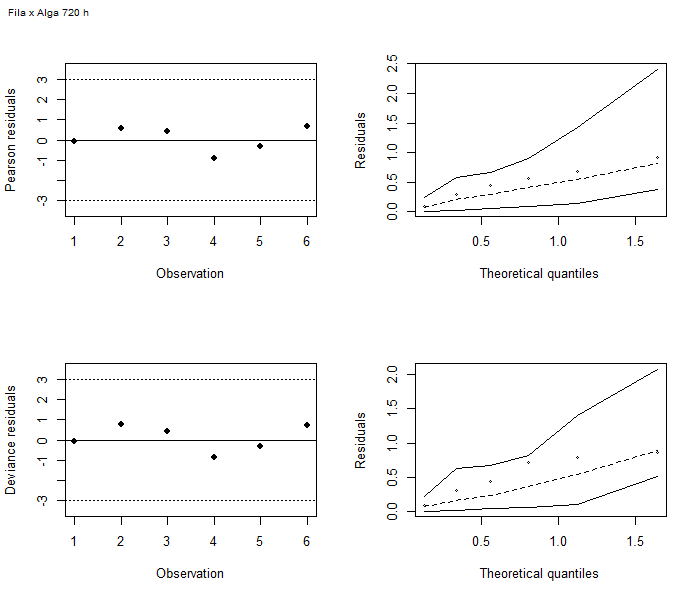 Fila x Alga 720 h
Pearson residuals
3
2
1
0
-1
-3
1 2 3 4 5 6
Observation
Residuals
2.5
2.0
1.5
1.0
0.5
0.0
0.5 1.0 1.5
Theoretical quantiles
Deviance residuals
3
2
1
0
-1
-3
1 2 3 4 5 6
Observation
Residuals
2.0
1.5
1.0
0.5
0.0
0.5 1.0 1.5
Theoretical quantiles